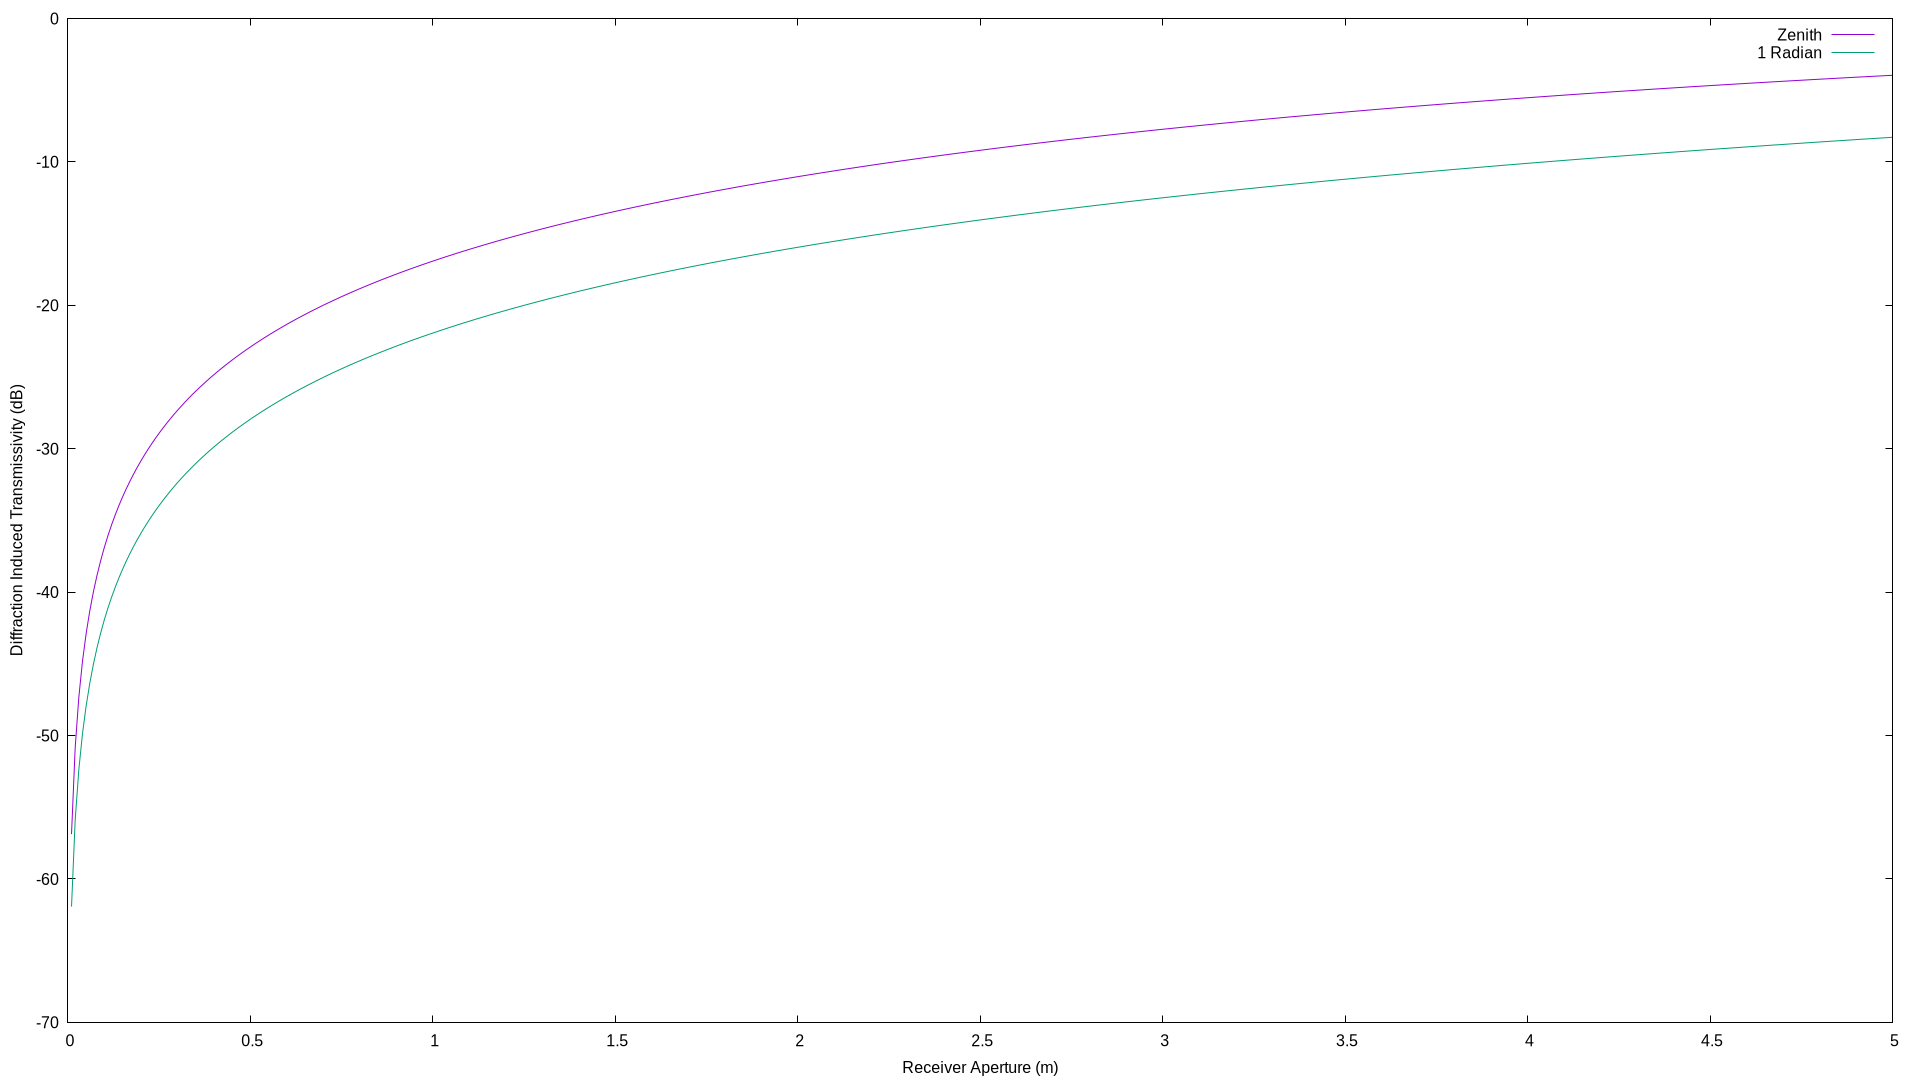 0
-10
-20
-30
-40
-50
-60
-70
Diffraction Induced Transmissivity (dB)
Zenith
1 Radian
0 0.5 1 1.5 2 2.5 3 3.5 4 4.5 5
Receiver Aperture (m)